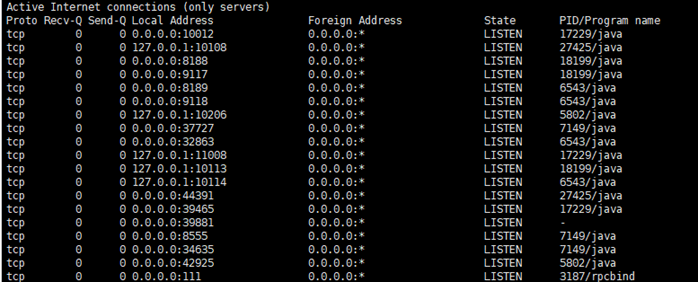 Active Internet connections (only servers)
Proto Recv-Q Send-Q Local Address Foreign Address State PID/Program name
tcp 0 0 0.0.0.0:10012 0.0.0.0:* LISTEN 17229/java
tcp 0 0 127.0.0.1:10108 0.0.0.0:* LISTEN 27425/java
tcp 0 0 0.0.0.0:8188 0.0.0.0:* LISTEN 18199/java
tcp 0 0 0.0.0.0:9117 0.0.0.0:* LISTEN 18199/java
tcp 0 0 0.0.0.0:8189 0.0.0.0:* LISTEN 6543/java
tcp 0 0 0.0.0.0:9118 0.0.0.0:* LISTEN 6543/java
tcp 0 0 127.0.0.1:10206 0.0.0.0:* LISTEN 5802/java
tcp 0 0 0.0.0.0:37727 0.0.0.0:* LISTEN 7149/java
tcp 0 0 0.0.0.0:32863 0.0.0.0:* LISTEN 6543/java
tcp 0 0 127.0.0.1:11008 0.0.0.0:* LISTEN 17229/java
tcp 0 0 127.0.0.1:10113 0.0.0.0:* LISTEN 18199/java
tcp 0 0 127.0.0.1:10114 0.0.0.0:* LISTEN 6543/java
tcp 0 0 0.0.0.0:44391 0.0.0.0:* LISTEN 27425/java
tcp 0 0 0.0.0.0:39465 0.0.0.0:* LISTEN 17229/java
tcp 0 0 0.0.0.0:39881 0.0.0.0:* LISTEN -
tcp 0 0 0.0.0.0:8555 0.0.0.0:* LISTEN 7149/java
tcp 0 0 0.0.0.0:34635 0.0.0.0:* LISTEN 7149/java
tcp 0 0 0.0.0.0:42925 0.0.0.0:* LISTEN 5802/java
tcp 0 0 0.0.0.0:111 0.0.0.0:* LISTEN 3187/rpcbind